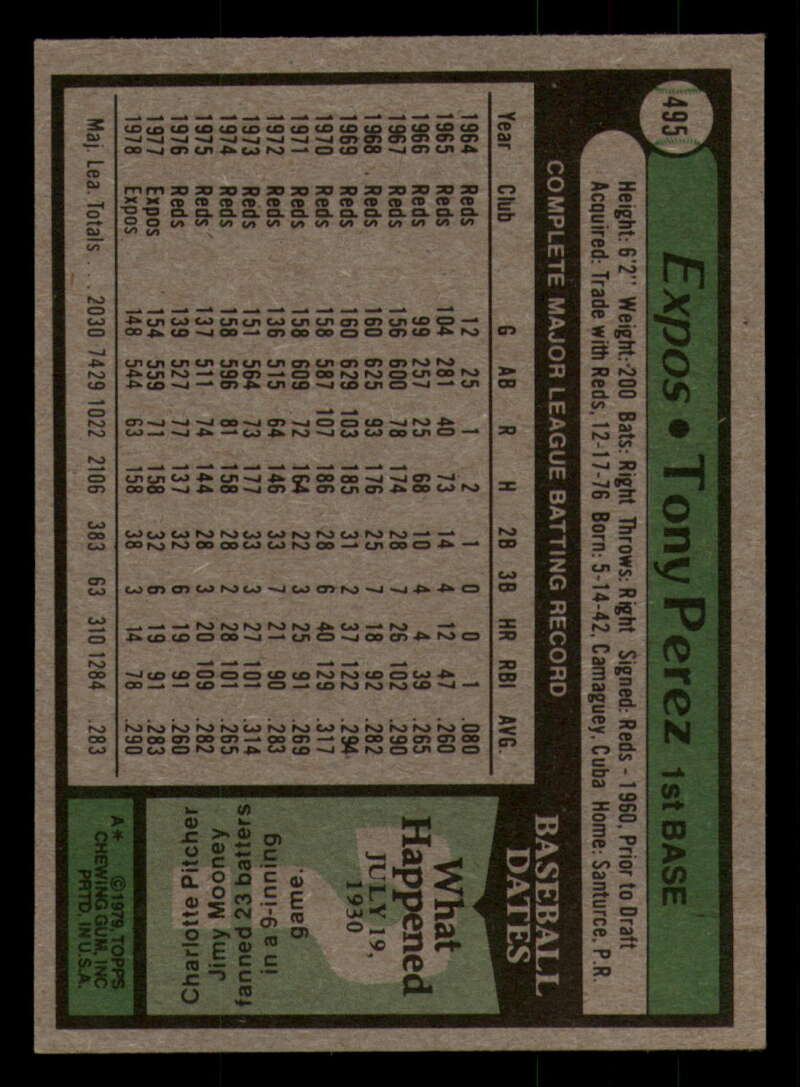 495
Expos • Tony Perez 1st BASE
Height: 6'2" Weight: 200 Bats: Right Throws: Right Signed: Reds - 1960, Prior to Draft
Acquired: Trade with Reds, 12-17-76 Born: 5-14-42, Camaguey, Cuba Home: Santurce, P.R.
COMPLETE MAJOR LEAGUE BATTING RECORD
Year Club G AB R H 2B 3B HR RBI AVG.
1964 Reds 12 25 1 2 1 0 0 1 .080
1965 Reds 104 281 40 73 14 4 12 47 .260
1966 Reds 99 257 25 68 10 4 4 39 .265
1967 Reds 156 600 78 174 28 7 26 102 .290
1968 Reds 160 625 93 176 25 7 18 92 .282
1969 Reds 160 629 103 185 31 2 37 122 .294
1970 Reds 158 587 107 186 28 6 40 129 .317
1971 Reds 158 609 72 164 22 3 25 91 .269
1972 Reds 136 515 64 146 33 7 21 90 .283
1973 Reds 151 564 73 177 33 3 27 101 .314
1974 Reds 158 596 81 158 28 2 28 101 .265
1975 Reds 137 511 74 144 28 3 20 109 .282
1976 Reds 139 527 77 137 32 6 19 91 .260
1977 Expos 154 559 71 158 32 6 19 91 .283
1978 Expos 148 544 63 158 38 3 14 78 .290
Maj. Lea. Totals . . . 2030 7429 1022 2106 383 63 310 1284 .283
BASEBALL
DATES
What
Happened
JULY 19,
1930
Charlotte Pitcher
Jimy Mooney
fanned 23 batters
in a 9-inning
game.
A* ©1979, TOPPS
CHEWING GUM, INC
PRTD. IN U.S.A.